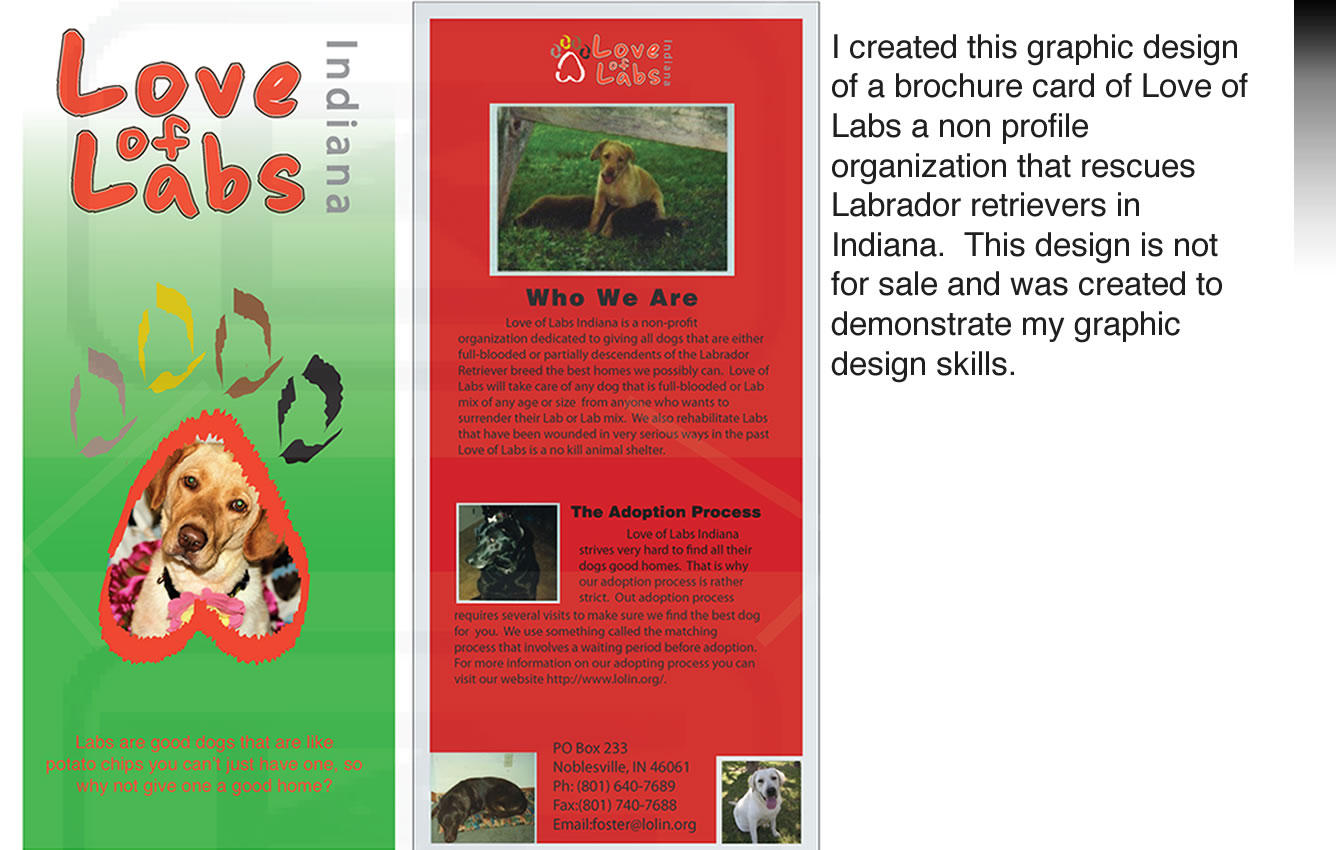 Love
of
Labs
Indiana
Labs are good dogs that are like
potato chips you can't just have one, so
why not give one a good home?
Love
of
Labs
Indiana
Who We Are
Love of Labs Indiana is a non-profit
organization dedicated to giving all dogs that are either
full-blooded or partially descendents of the Labrador
Retriever breed the best homes we possibly can. Love of
Labs will take care of any dog that is full-blooded or Lab
mix of any age or size from anyone who wants to
surrender their Lab or Lab mix. We also rehabilitate Labs
that have been wounded in very serious ways in the past
Love of Labs is a no kill animal shelter.
The Adoption Process
Love of Labs Indiana
strives very hard to find all their
dogs good homes. That is why
our adoption process is rather
strict. Out adoption process
requires several visits to make sure we find the best dog
for you. We use something called the matching
process that involves a waiting period before adoption.
For more information on our adopting process you can
visit our website http://www.lolin.org/.
PO Box 233
Noblesville, IN 46061
Ph: (801) 640-7689
Fax:(801) 740-7688
Email:foster@lolin.org
I created this graphic design
of a brochure card of Love of
Labs a non profile
organization that rescues
Labrador retrievers in
Indiana. This design is not
for sale and was created to
demonstrate my graphic
design skills.